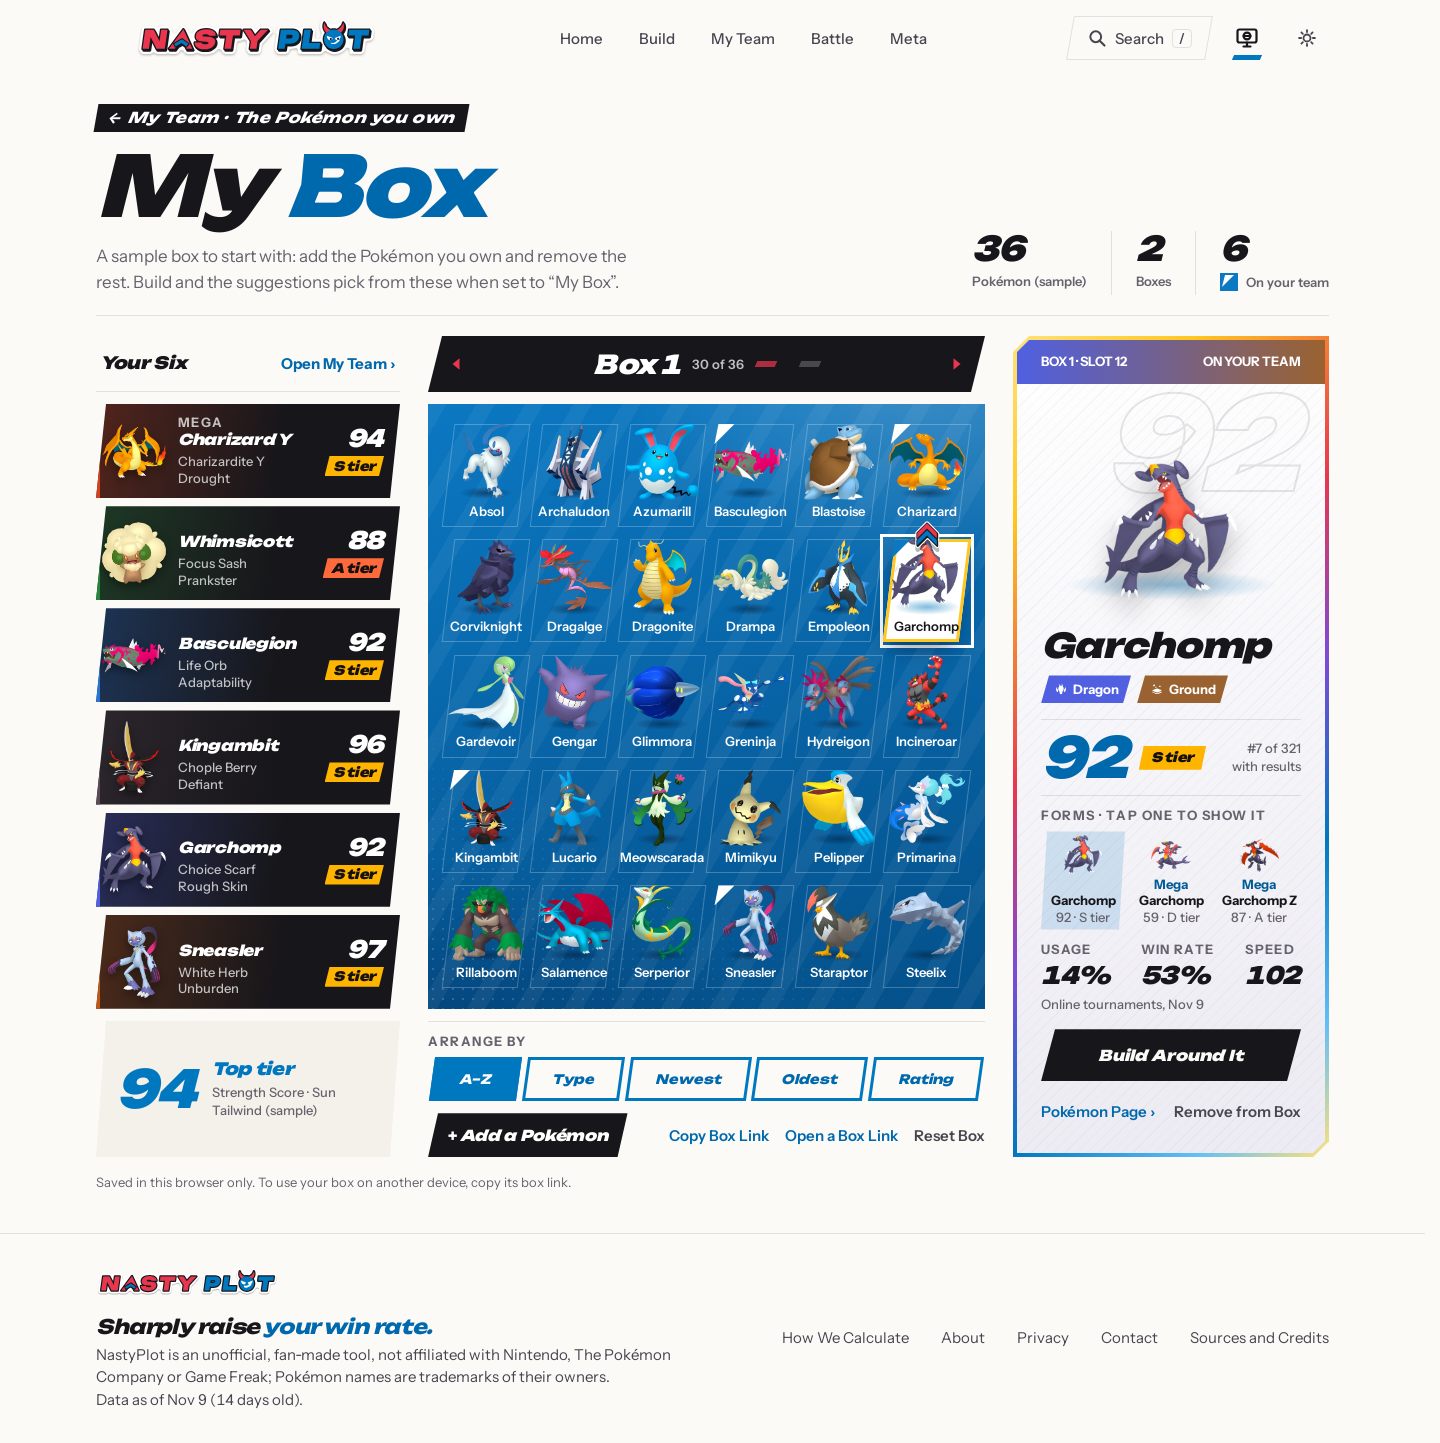 NASTY PLOT
Home
Build
My Team
Battle
Meta
Search /
← My Team · The Pokémon you own
My Box
A sample box to start with: add the Pokémon you own and remove the
rest. Build and the suggestions pick from these when set to “My Box”.
36
Pokémon (sample)
2
Boxes
6
On your team
Your Six
Open My Team ›
MEGA
Charizard Y
Charizardite Y
Drought
94
S tier
Whimsicott
Focus Sash
Prankster
88
A tier
Basculegion
Life Orb
Adaptability
92
S tier
Kingambit
Chople Berry
Defiant
96
S tier
Garchomp
Choice Scarf
Rough Skin
92
S tier
Sneasler
White Herb
Unburden
97
S tier
94
Top tier
Strength Score · Sun
Tailwind (sample)
Box 1 30 of 36
Absol
Archaludon
Azumarill
Basculegion
Blastoise
Charizard
Corviknight
Dragalge
Dragonite
Drampa
Empoleon
Garchomp
Gardevoir
Gengar
Glimmora
Greninja
Hydreigon
Incineroar
Kingambit
Lucario
Meowscarada
Mimikyu
Pelipper
Primarina
Rillaboom
Salamence
Serperior
Sneasler
Staraptor
Steelix
ARRANGE BY
A–Z
Type
Newest
Oldest
Rating
+ Add a Pokémon
Copy Box Link
Open a Box Link
Reset Box
BOX 1 · SLOT 12
ON YOUR TEAM
92
Garchomp
Dragon
Ground
92
S tier
#7 of 321
with results
FORMS · TAP ONE TO SHOW IT
Garchomp
92 · S tier
Mega
Garchomp
59 · D tier
Mega
Garchomp Z
87 · A tier
USAGE
14%
WIN RATE
53%
SPEED
102
Online tournaments, Nov 9
Build Around It
Pokémon Page ›
Remove from Box
Saved in this browser only. To use your box on another device, copy its box link.
NASTY PLOT
Sharply raise your win rate.
NastyPlot is an unofficial, fan-made tool, not affiliated with Nintendo, The Pokémon
Company or Game Freak; Pokémon names are trademarks of their owners.
Data as of Nov 9 (14 days old).
How We Calculate
About
Privacy
Contact
Sources and Credits